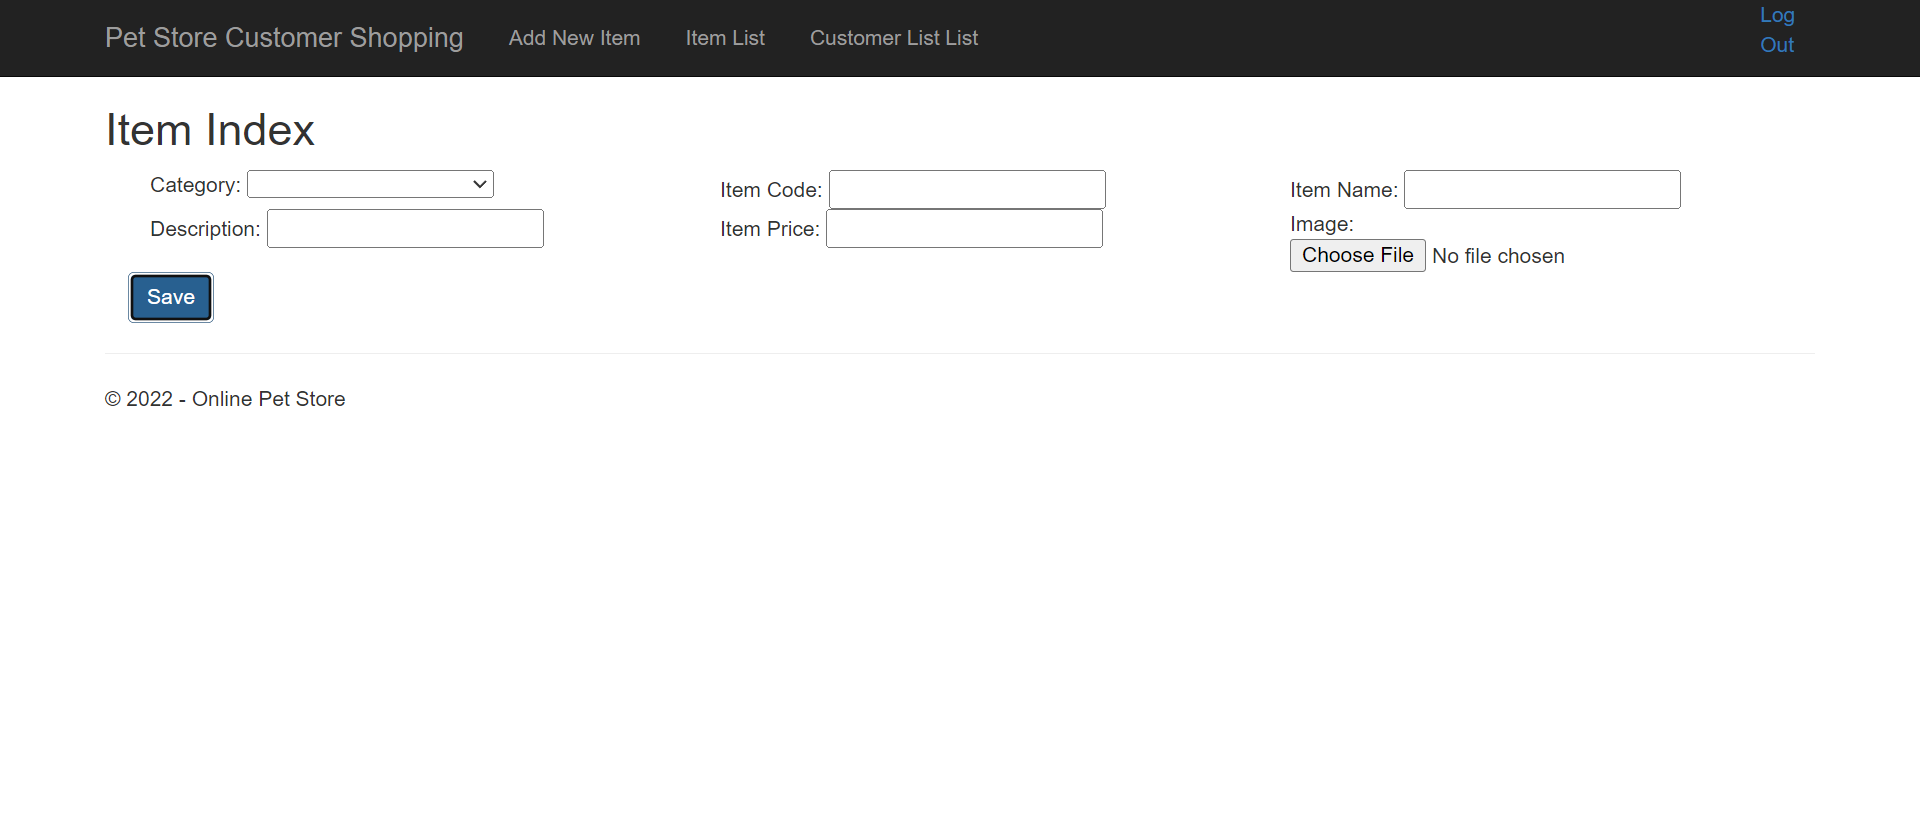 Pet Store Customer Shopping Add New Item Item List Customer List List Log
Out
Item Index
Category: Item Code: Item Name:
Description: Item Price: Image:
Choose File No file chosen
Save
© 2022 - Online Pet Store